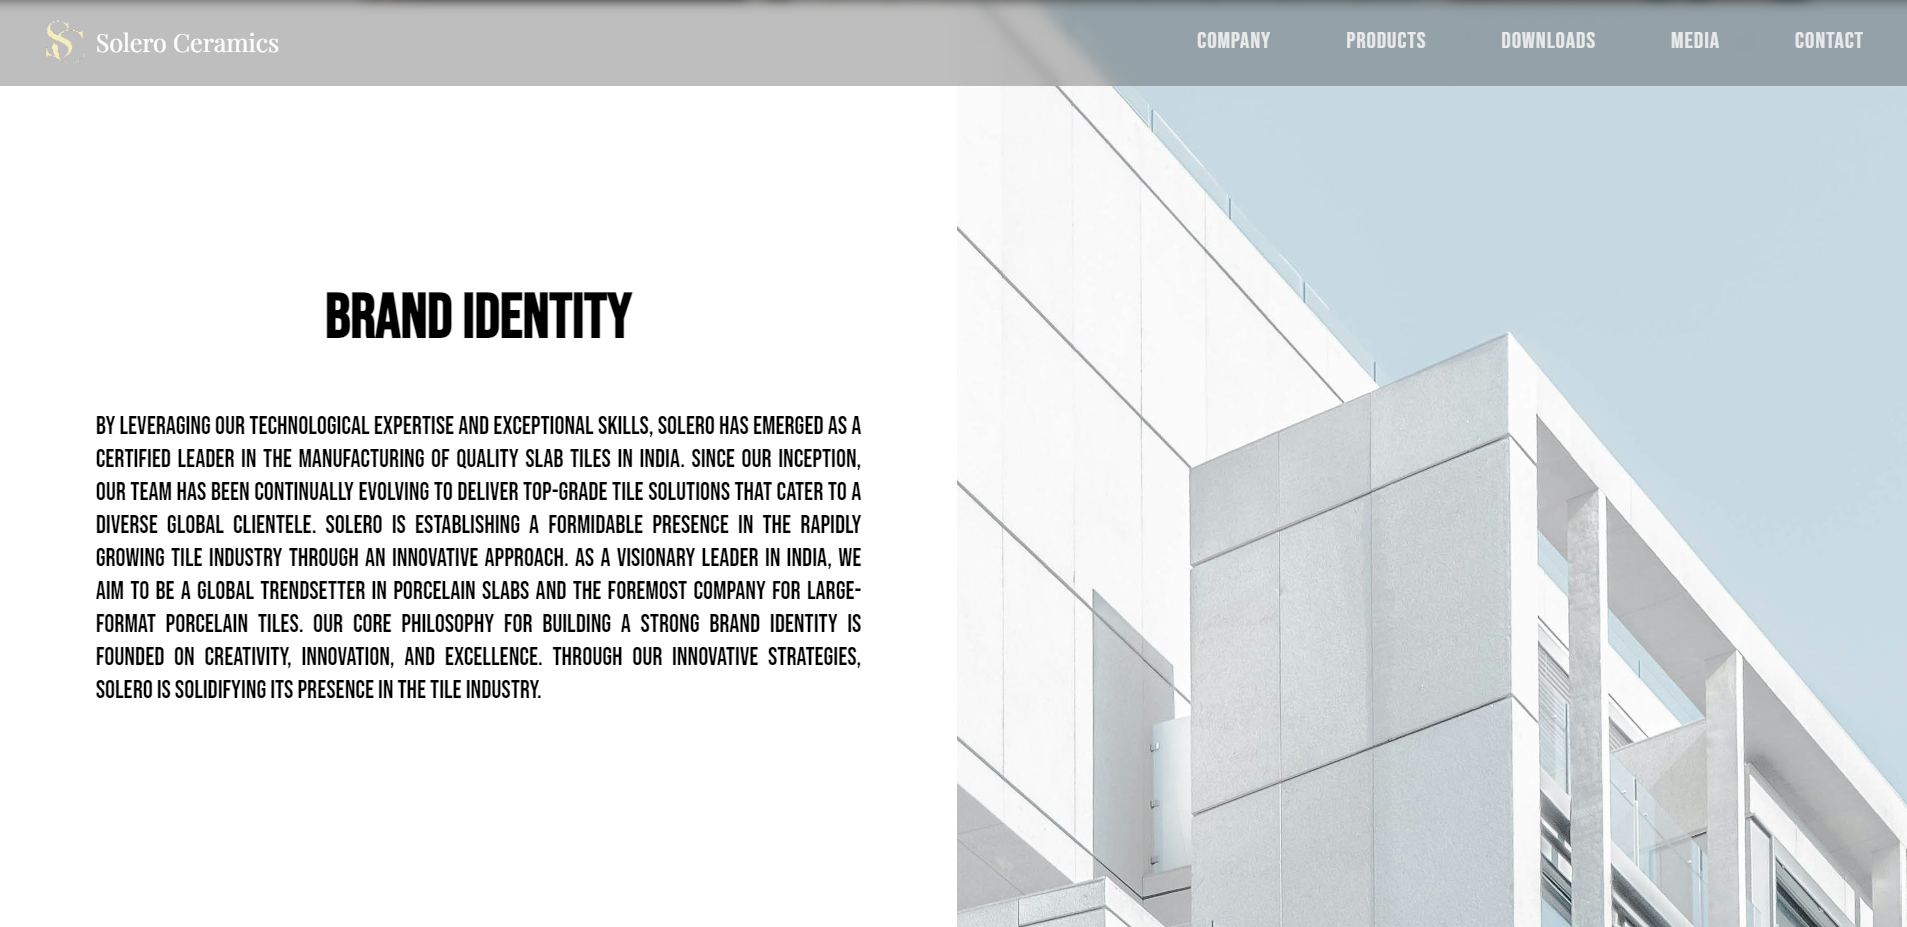 Solero Ceramics
COMPANY PRODUCTS DOWNLOADS MEDIA CONTACT
BRAND IDENTITY
BY LEVERAGING OUR TECHNOLOGICAL EXPERTISE AND EXCEPTIONAL SKILLS, SOLERO HAS EMERGED AS A
CERTIFIED LEADER IN THE MANUFACTURING OF QUALITY SLAB TILES IN INDIA. SINCE OUR INCEPTION,
OUR TEAM HAS BEEN CONTINUALLY EVOLVING TO DELIVER TOP-GRADE TILE SOLUTIONS THAT CATER TO A
DIVERSE GLOBAL CLIENTELE. SOLERO IS ESTABLISHING A FORMIDABLE PRESENCE IN THE RAPIDLY
GROWING TILE INDUSTRY THROUGH AN INNOVATIVE APPROACH. AS A VISIONARY LEADER IN INDIA, WE
AIM TO BE A GLOBAL TRENDSETTER IN PORCELAIN SLABS AND THE FOREMOST COMPANY FOR LARGE-
FORMAT PORCELAIN TILES. OUR CORE PHILOSOPHY FOR BUILDING A STRONG BRAND IDENTITY IS
FOUNDED ON CREATIVITY, INNOVATION, AND EXCELLENCE. THROUGH OUR INNOVATIVE STRATEGIES,
SOLERO IS SOLIDIFYING ITS PRESENCE IN THE TILE INDUSTRY.